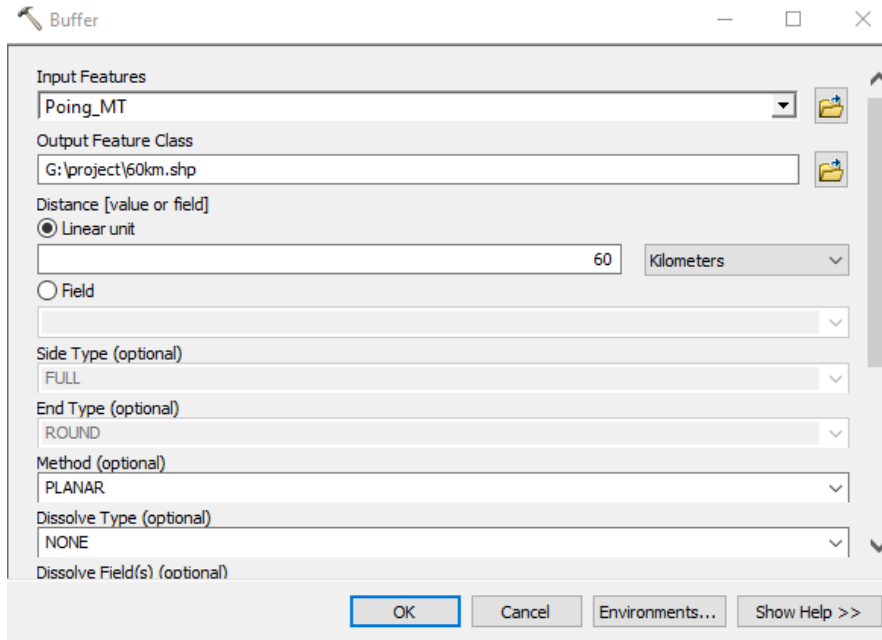 Buffer
Input Features
Poing_MT
Output Feature Class
G:\project\60km.shp
Distance [value or field]
Linear unit
60 Kilometers
Field
Side Type (optional)
FULL
End Type (optional)
ROUND
Method (optional)
PLANAR
Dissolve Type (optional)
NONE
Dissolve Field(s) (optional)
OK Cancel Environments... Show Help >>